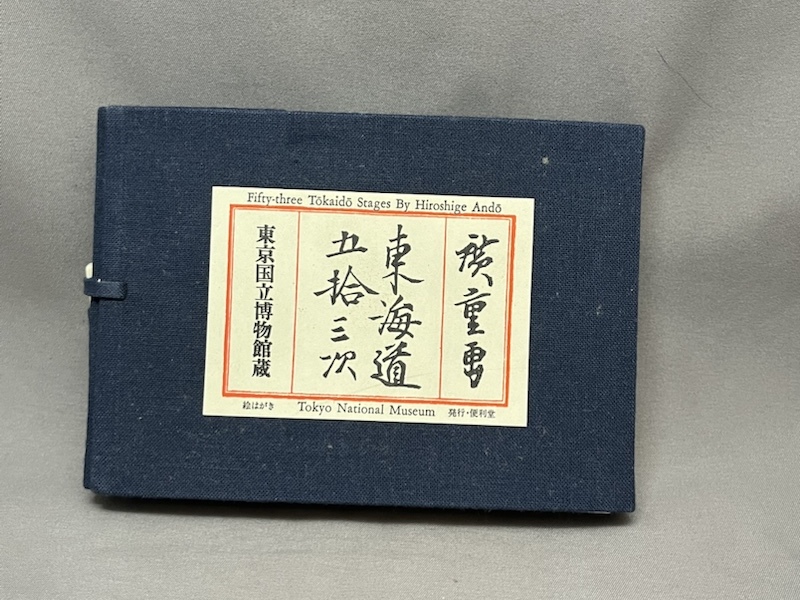 Fifty-three Tōkaidō Stages By Hiroshige Andō
廣重画
東海道
五拾三次
東京国立博物館蔵
絵はがき
Tokyo National Museum
発行・便利堂